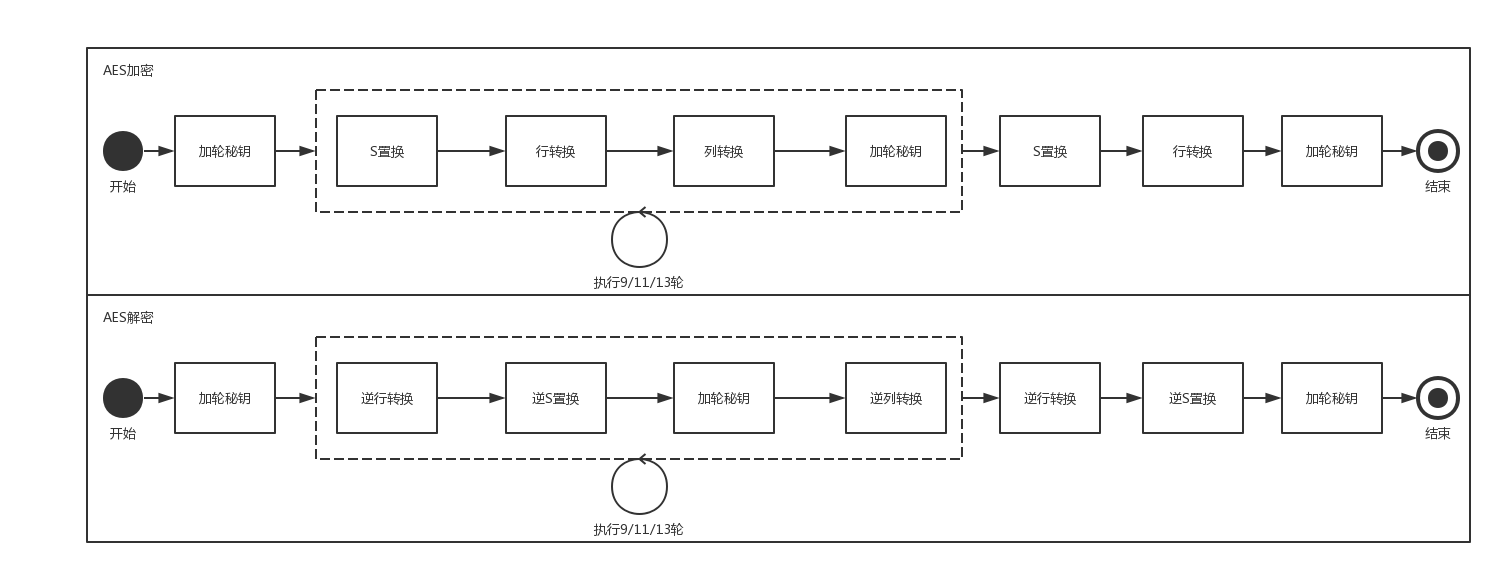 AES加密
加轮秘钥
S置换
行转换
列转换
加轮秘钥
S置换
行转换
加轮秘钥
开始
结束
执行9/11/13轮
AES解密
加轮秘钥
逆行转换
逆S置换
加轮秘钥
逆列转换
逆行转换
逆S置换
加轮秘钥
开始
结束
执行9/11/13轮